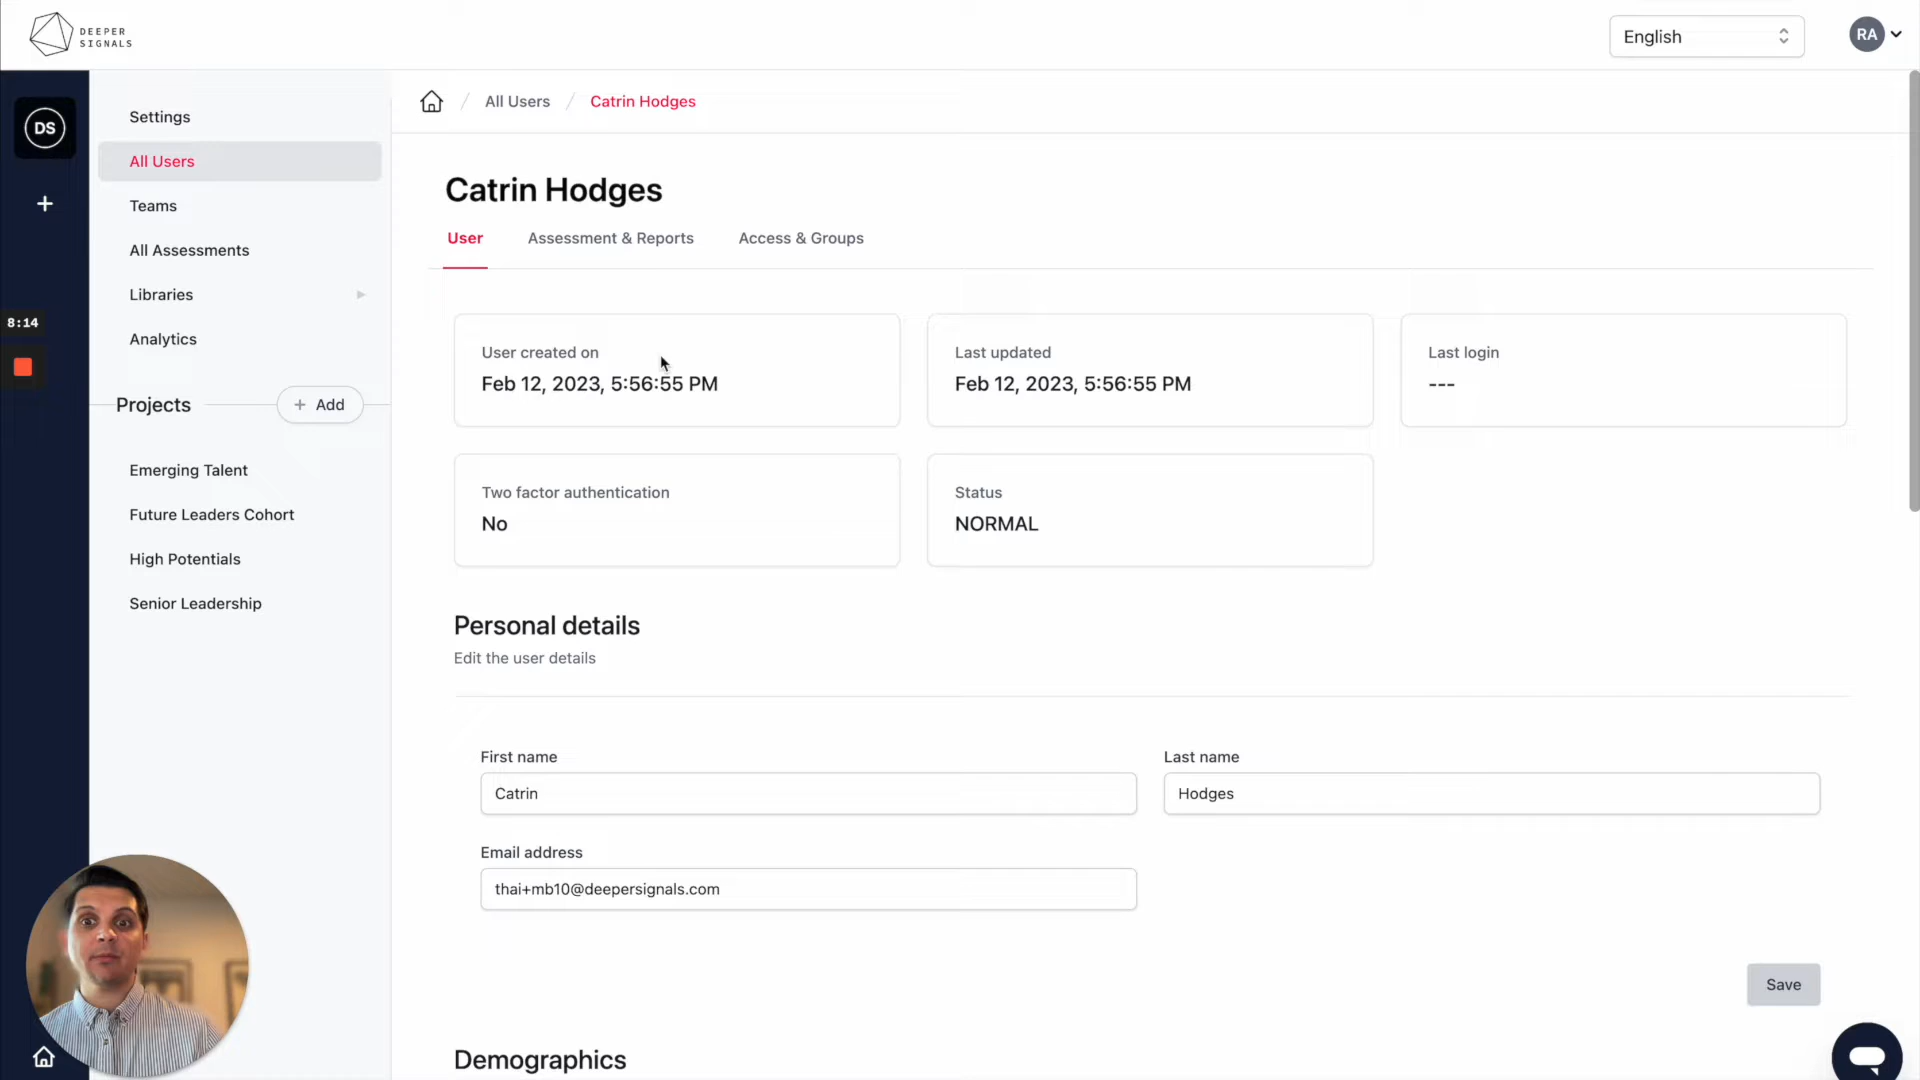 DEEPER
SIGNALS
English
RA
DS
Settings
All Users
Teams
All Assessments
Libraries
Analytics
8:14
Projects
+ Add
Emerging Talent
Future Leaders Cohort
High Potentials
Senior Leadership
/ All Users / Catrin Hodges
Catrin Hodges
User Assessment & Reports Access & Groups
User created on
Feb 12, 2023, 5:56:55 PM
Last updated
Feb 12, 2023, 5:56:55 PM
Last login
---
Two factor authentication
No
Status
NORMAL
Personal details
Edit the user details
First name
Catrin
Last name
Hodges
Email address
thai+mb10@deepersignals.com
Save
Demographics